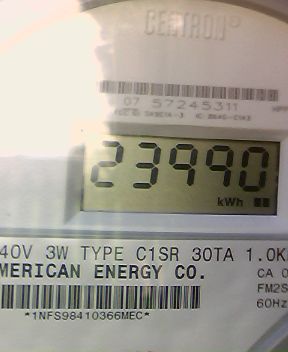 CENTRON®
07 57245311
23990
kWh
40V 3W TYPE C1SR 30TA 1.0K
MERICAN ENERGY CO.
CA 0
FM2S
60Hz
*1NFS98410366MEC*